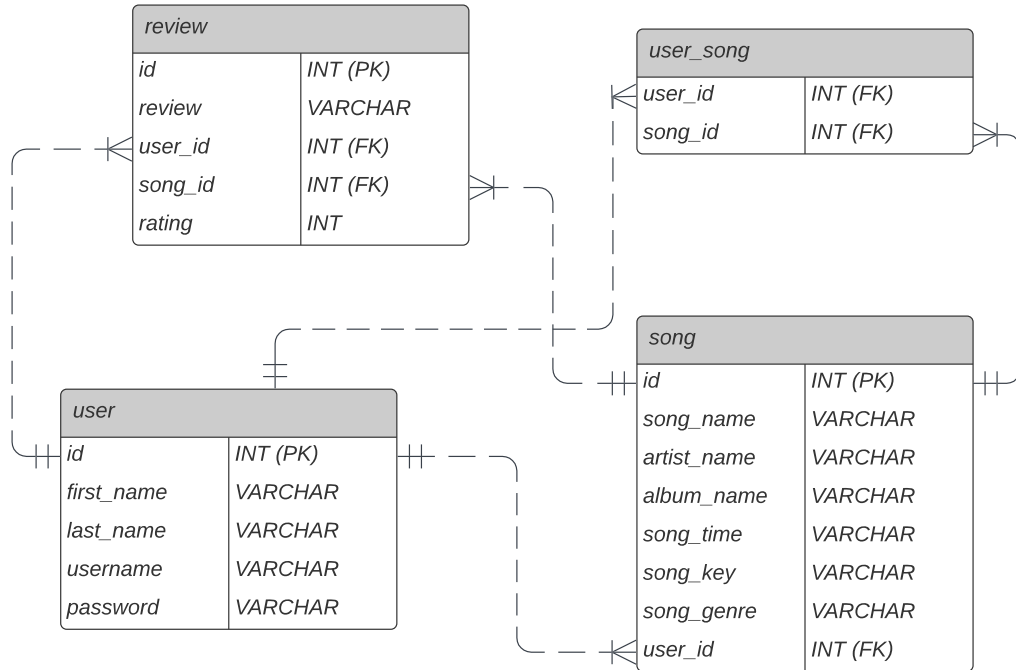 review
id INT (PK)
review VARCHAR
user_id INT (FK)
song_id INT (FK)
rating INT
user_song
user_id INT (FK)
song_id INT (FK)
user
id INT (PK)
first_name VARCHAR
last_name VARCHAR
username VARCHAR
password VARCHAR
song
id INT (PK)
song_name VARCHAR
artist_name VARCHAR
album_name VARCHAR
song_time VARCHAR
song_key VARCHAR
song_genre VARCHAR
user_id INT (FK)